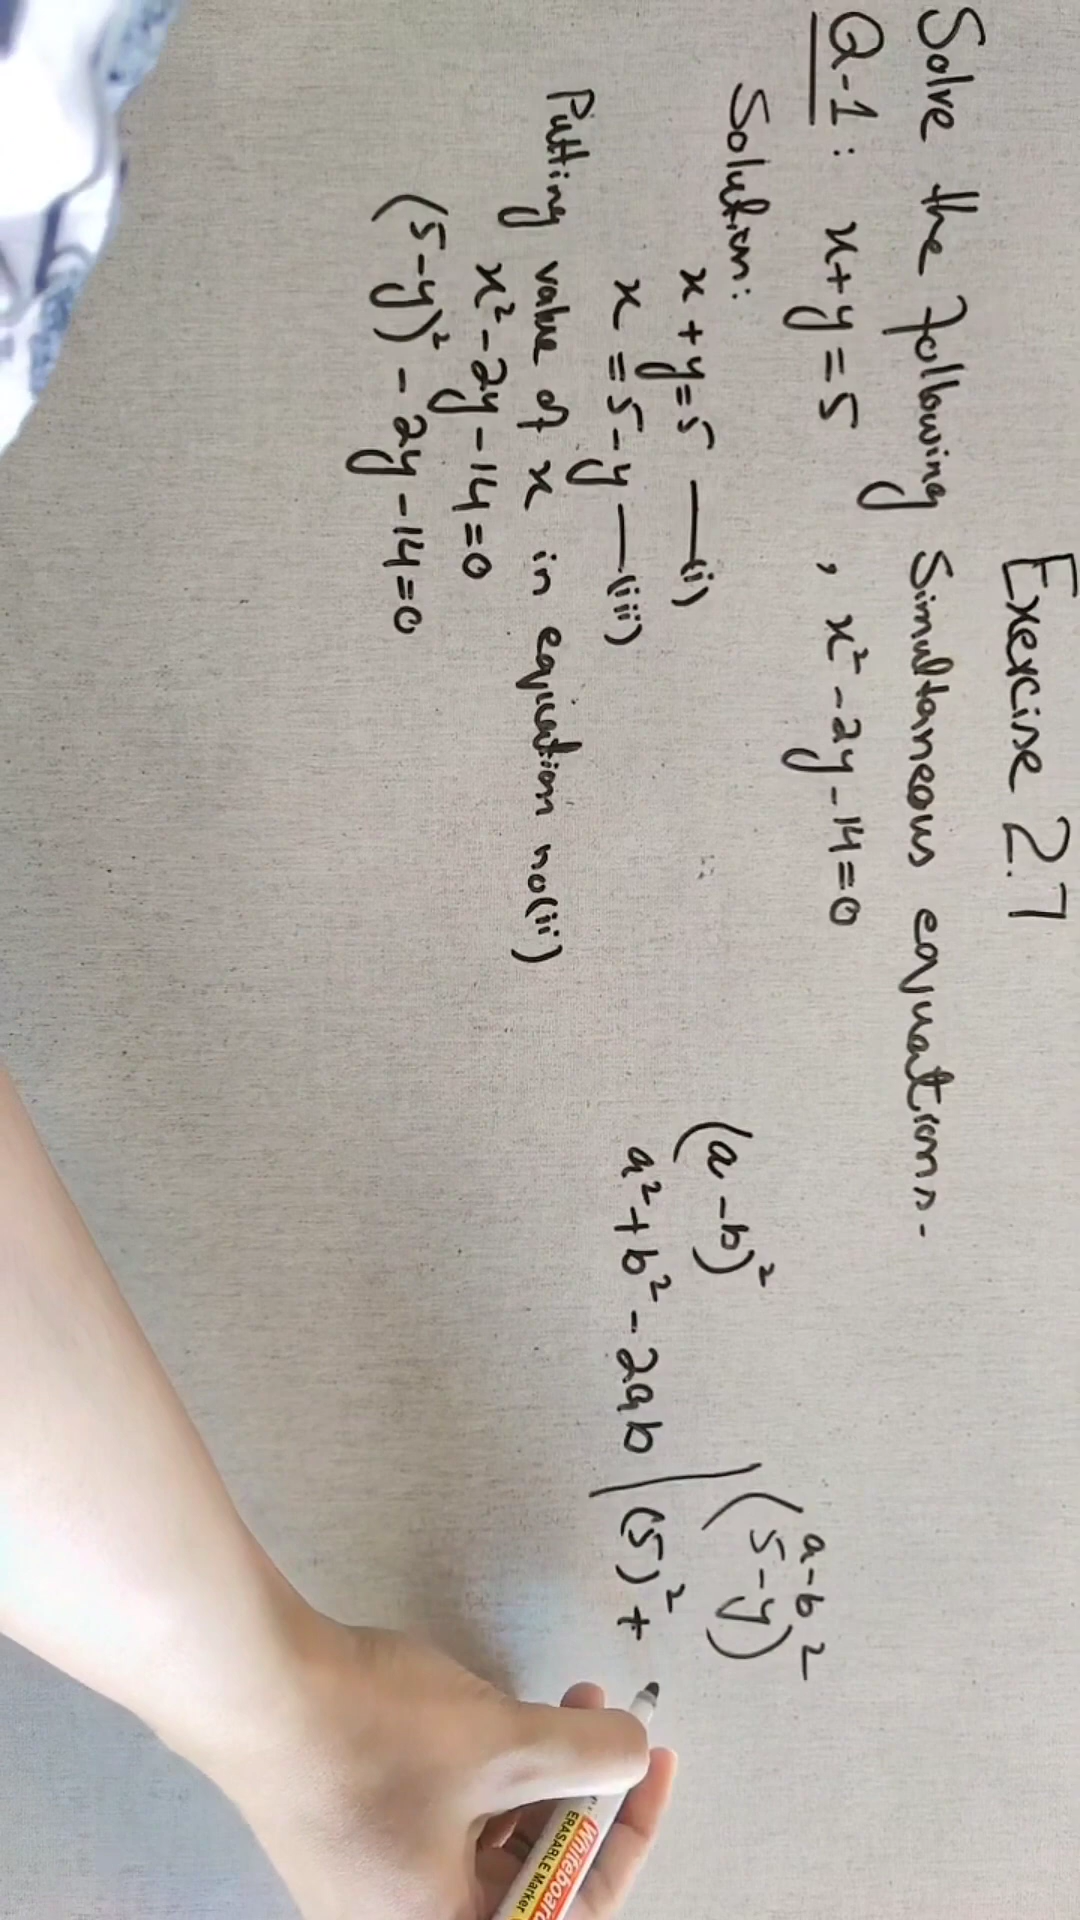 Exercise 2.7
Solve the following Simultaneous equations.
Q-1: x+y=5 , x²-2y-14=0
Solution:
x+y=5 —(i)
x=5-y —(iii)
Putting value of x in equation no(ii)
x²-2y-14=0
(5-y)²-2y-14=0
(a-b)²
a²+b²-2ab
a-b
(5-y)²
(5)²+
Whiteboard
ERASABLE Marker